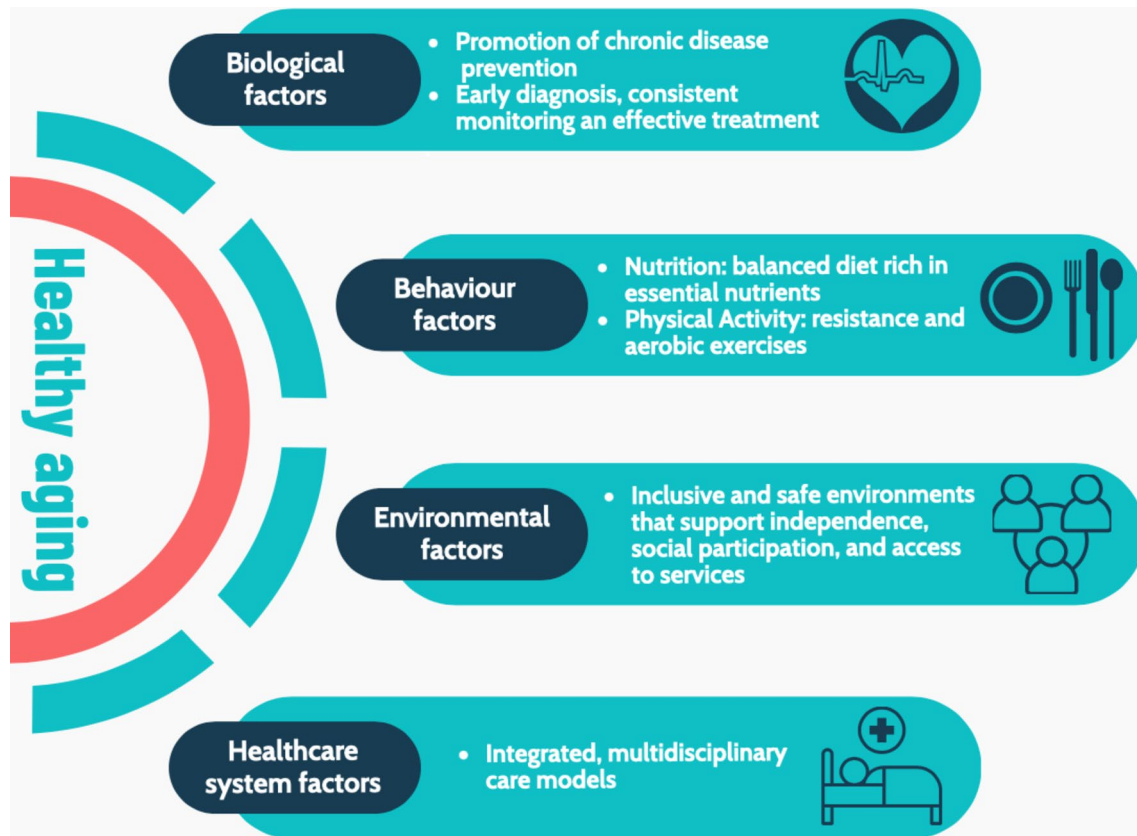 Healthy aging
Biological
factors
• Promotion of chronic disease
prevention
• Early diagnosis, consistent
monitoring an effective treatment
Behaviour
factors
• Nutrition: balanced diet rich in
essential nutrients
• Physical Activity: resistance and
aerobic exercises
Environmental
factors
• Inclusive and safe environments
that support independence,
social participation, and access
to services
Healthcare
system factors
• Integrated, multidisciplinary
care models